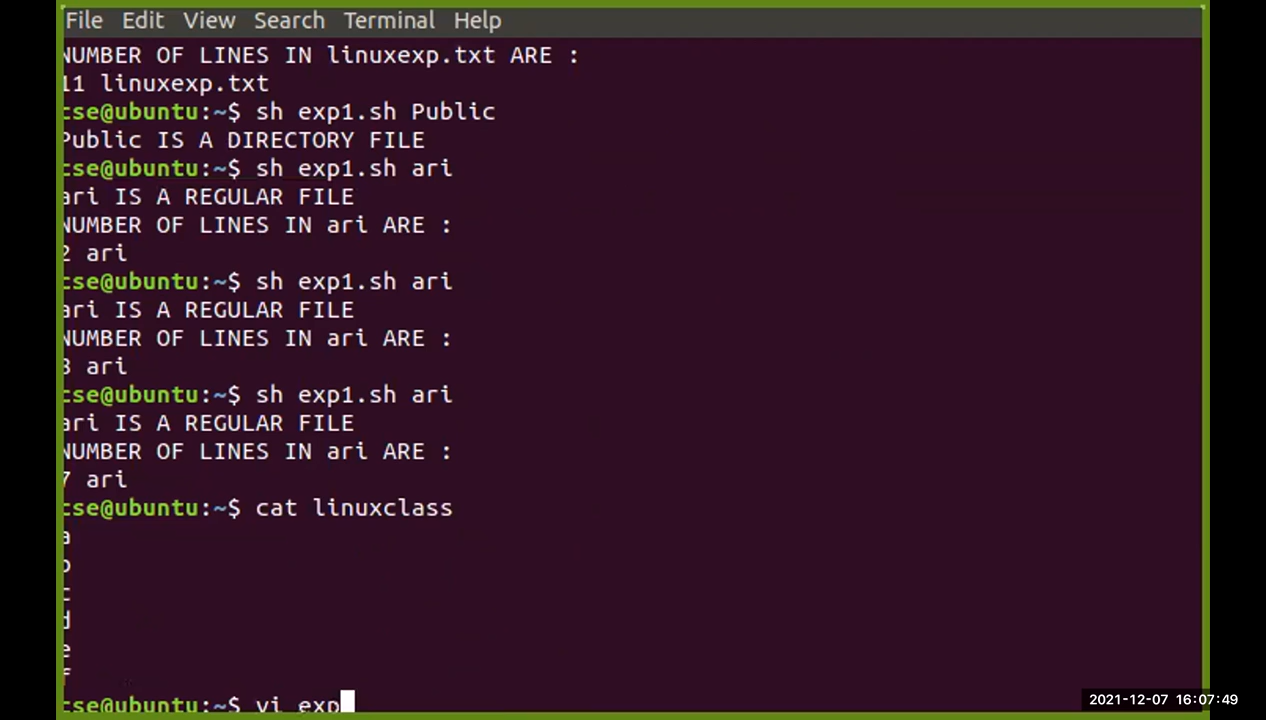 File Edit View Search Terminal Help
NUMBER OF LINES IN linuxexp.txt ARE :
11 linuxexp.txt
cse@ubuntu:~$ sh exp1.sh Public
Public IS A DIRECTORY FILE
cse@ubuntu:~$ sh exp1.sh ari
ari IS A REGULAR FILE
NUMBER OF LINES IN ari ARE :
2 ari
cse@ubuntu:~$ sh exp1.sh ari
ari IS A REGULAR FILE
NUMBER OF LINES IN ari ARE :
3 ari
cse@ubuntu:~$ sh exp1.sh ari
ari IS A REGULAR FILE
NUMBER OF LINES IN ari ARE :
7 ari
cse@ubuntu:~$ cat linuxclass
a
b
c
d
e
f
cse@ubuntu:~$ vi exp
2021-12-07 16:07:49